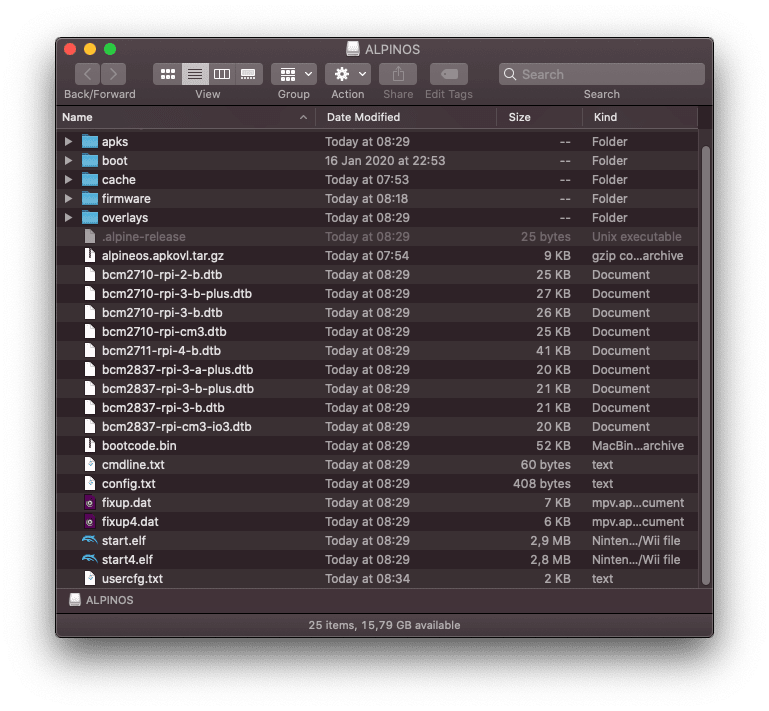 ALPINOS
Search
Back/Forward View Group Action Share Edit Tags Search
Name Date Modified Size Kind
apks Today at 08:29 -- Folder
boot 16 Jan 2020 at 22:53 -- Folder
cache Today at 07:53 -- Folder
firmware Today at 08:18 -- Folder
overlays Today at 08:29 -- Folder
.alpine-release Today at 08:29 25 bytes Unix executable
alpineos.apkovl.tar.gz Today at 07:54 9 KB gzip co...archive
bcm2710-rpi-2-b.dtb Today at 08:29 25 KB Document
bcm2710-rpi-3-b-plus.dtb Today at 08:29 27 KB Document
bcm2710-rpi-3-b.dtb Today at 08:29 26 KB Document
bcm2710-rpi-cm3.dtb Today at 08:29 25 KB Document
bcm2711-rpi-4-b.dtb Today at 08:29 41 KB Document
bcm2837-rpi-3-a-plus.dtb Today at 08:29 20 KB Document
bcm2837-rpi-3-b-plus.dtb Today at 08:29 21 KB Document
bcm2837-rpi-3-b.dtb Today at 08:29 21 KB Document
bcm2837-rpi-cm3-io3.dtb Today at 08:29 20 KB Document
bootcode.bin Today at 08:29 52 KB MacBin...archive
cmdline.txt Today at 08:29 60 bytes text
config.txt Today at 08:29 408 bytes text
fixup.dat Today at 08:29 7 KB mpv.ap...cument
fixup4.dat Today at 08:29 6 KB mpv.ap...cument
start.elf Today at 08:29 2,9 MB Ninten.../Wii file
start4.elf Today at 08:29 2,8 MB Ninten.../Wii file
usercfg.txt Today at 08:34 2 KB text
ALPINOS
25 items, 15,79 GB available